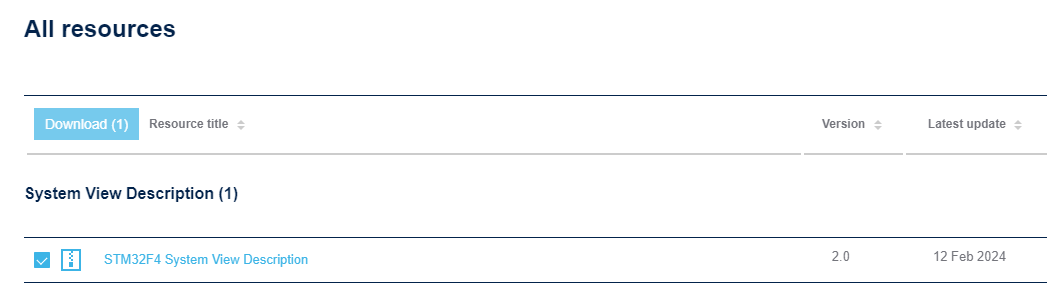 All resources
Download (1) Resource title Version Latest update
System View Description (1)
STM32F4 System View Description 2.0 12 Feb 2024